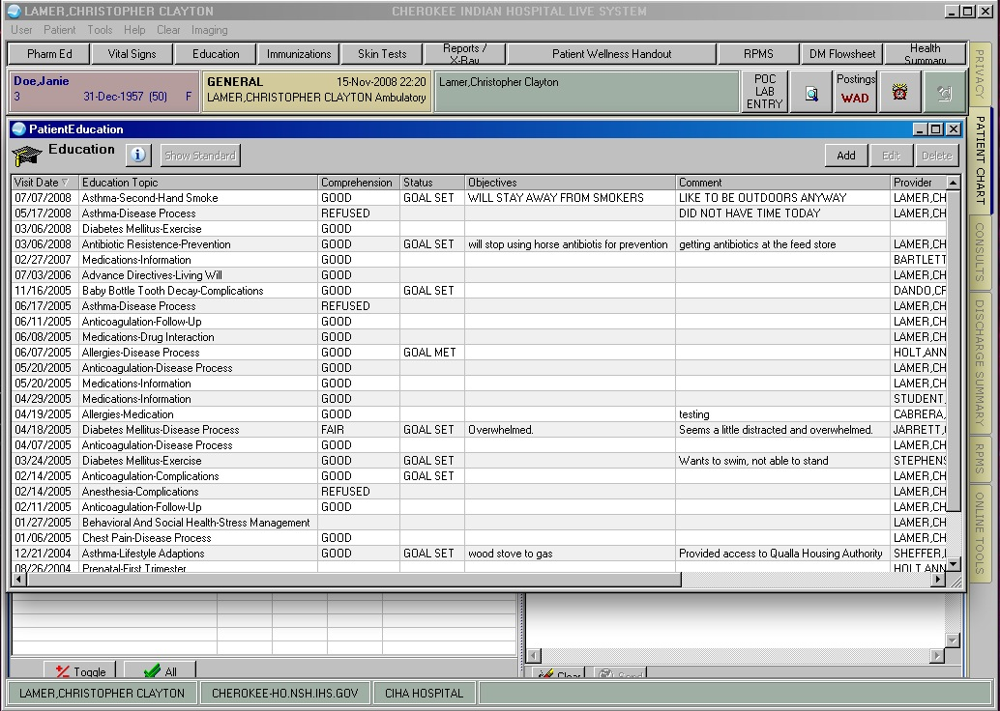 LAMER,CHRISTOPHER CLAYTON CHEROKEE INDIAN HOSPITAL LIVE SYSTEM
User Patient Tools Help Clear Imaging
Pharm Ed Vital Signs Education Immunizations Skin Tests Reports / X-Ray Patient Wellness Handout RPMS DM Flowsheet Health Summary
Doe,Janie GENERAL 15-Nov-2008 22:20 Lamer,Christopher Clayton POC LAB ENTRY Postings WAD
3 31-Dec-1957 (50) F LAMER,CHRISTOPHER CLAYTON Ambulatory
PatientEducation
Education Show Standard Add Edit Delete
Visit Date Education Topic Comprehension Status Objectives Comment Provider
07/07/2008 Asthma-Second-Hand Smoke GOOD GOAL SET WILL STAY AWAY FROM SMOKERS LIKE TO BE OUTDOORS ANYWAY LAMER,CH
05/17/2008 Asthma-Disease Process REFUSED DID NOT HAVE TIME TODAY LAMER,CH
03/06/2008 Diabetes Mellitus-Exercise GOOD
03/06/2008 Antibiotic Resistence-Prevention GOOD GOAL SET will stop using horse antibiotis for prevention getting antibiotics at the feed store LAMER,CH
02/27/2007 Medications-Information GOOD BARTLETT
07/03/2006 Advance Directives-Living Will GOOD LAMER,CH
11/16/2005 Baby Bottle Tooth Decay-Complications GOOD GOAL SET DANDO,CF
06/17/2005 Asthma-Disease Process REFUSED LAMER,CH
06/11/2005 Anticoagulation-Follow-Up GOOD LAMER,CH
06/08/2005 Medications-Drug Interaction GOOD LAMER,CH
06/07/2005 Allergies-Disease Process GOOD GOAL MET HOLT,ANN
05/20/2005 Anticoagulation-Disease Process GOOD LAMER,CH
05/20/2005 Medications-Information GOOD LAMER,CH
04/29/2005 Medications-Information GOOD STUDENT,
04/19/2005 Allergies-Medication GOOD testing CABRERA,
04/18/2005 Diabetes Mellitus-Disease Process FAIR GOAL SET Overwhelmed. Seems a little distracted and overwhelmed. JARRETT,
04/07/2005 Anticoagulation-Disease Process GOOD LAMER,CH
03/24/2005 Diabetes Mellitus-Exercise GOOD GOAL SET Wants to swim, not able to stand STEPHENS
02/14/2005 Anticoagulation-Complications GOOD GOAL SET LAMER,CH
02/14/2005 Anesthesia-Complications REFUSED LAMER,CH
02/11/2005 Anticoagulation-Follow-Up GOOD LAMER,CH
01/27/2005 Behavioral And Social Health-Stress Management LAMER,CH
01/06/2005 Chest Pain-Disease Process GOOD LAMER,CH
12/21/2004 Asthma-Lifestyle Adaptions GOOD GOAL SET wood stove to gas Provided access to Qualla Housing Authority SHEFFER,
08/26/2004 Prenatal-First Trimester HOLT,ANN
Toggle All Clear Send
LAMER,CHRISTOPHER CLAYTON CHEROKEE-HO.NSH.IHS.GOV CIHA HOSPITAL
PRIVACY
PATIENT CHART
CONSULTS
DISCHARGE SUMMARY
RPMS
ONLINE TOOLS